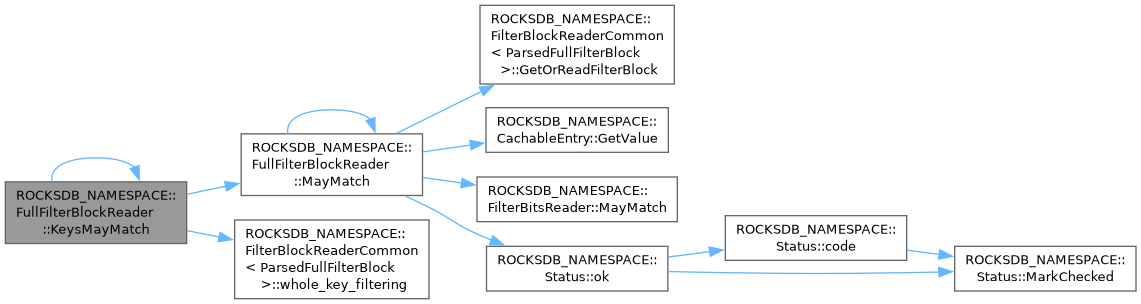 ROCKSDB_NAMESPACE::
FullFilterBlockReader
::KeysMayMatch
ROCKSDB_NAMESPACE::
FullFilterBlockReader
::MayMatch
ROCKSDB_NAMESPACE::
FilterBlockReaderCommon
< ParsedFullFilterBlock
>::GetOrReadFilterBlock
ROCKSDB_NAMESPACE::
CachableEntry::GetValue
ROCKSDB_NAMESPACE::
FilterBitsReader::MayMatch
ROCKSDB_NAMESPACE::
Status::ok
ROCKSDB_NAMESPACE::
Status::code
ROCKSDB_NAMESPACE::
Status::MarkChecked
ROCKSDB_NAMESPACE::
FilterBlockReaderCommon
< ParsedFullFilterBlock
>::whole_key_filtering